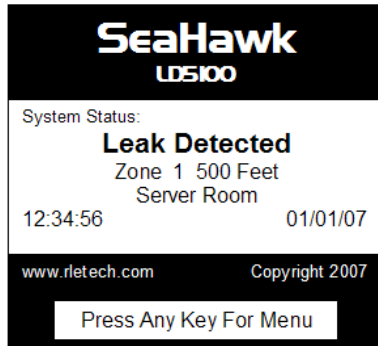 SeaHawk
LD5100
System Status:
Leak Detected
Zone 1 500 Feet
Server Room
12:34:56 01/01/07
www.rletech.com Copyright 2007
Press Any Key For Menu